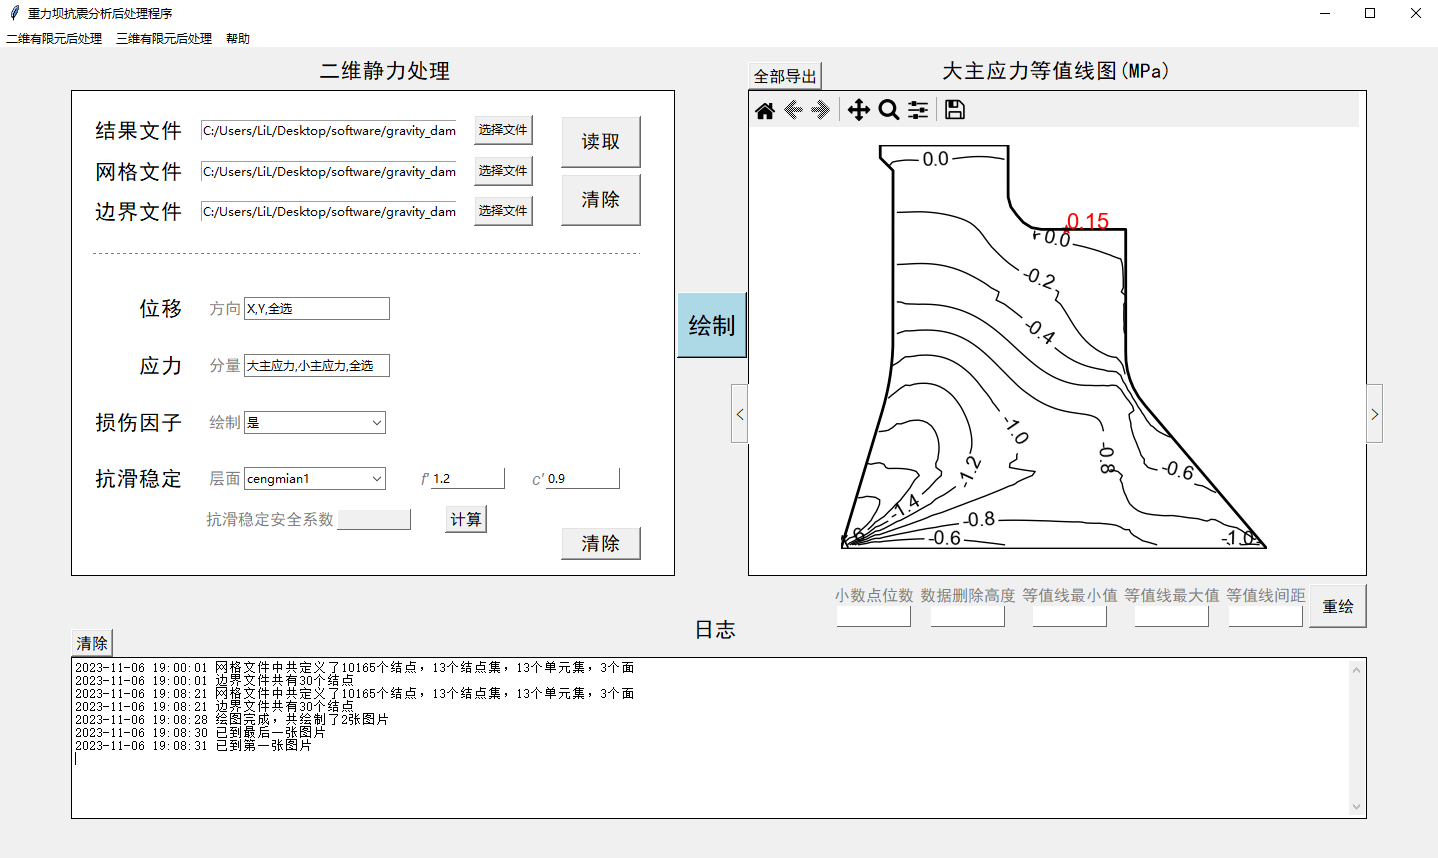 重力坝抗震分析后处理程序
二维有限元后处理 三维有限元后处理 帮助
二维静力处理
结果文件 C:/Users/LiL/Desktop/software/gravity_dam 选择文件 读取
网格文件 C:/Users/LiL/Desktop/software/gravity_dam 选择文件
清除
边界文件 C:/Users/LiL/Desktop/software/gravity_dam 选择文件
位移 方向 X,Y,全选
应力 分量 大主应力,小主应力,全选
损伤因子 绘制 是
抗滑稳定 层面 cengmian1 f' 1.2 c' 0.9
抗滑稳定安全系数 计算
清除
绘制
全部导出 大主应力等值线图(MPa)
0.0
0.15
0.0
-0.2
-0.4
-1.0
-0.8
-1.2
-0.6
-1.4
-0.8
-0.6
-1.0
<
>
小数点位数 数据删除高度 等值线最小值 等值线最大值 等值线间距 重绘
日志
清除
2023-11-06 19:00:01 网格文件中共定义了10165个结点，13个结点集，13个单元集，3个面
2023-11-06 19:00:01 边界文件共有30个结点
2023-11-06 19:08:21 网格文件中共定义了10165个结点，13个结点集，13个单元集，3个面
2023-11-06 19:08:21 边界文件共有30个结点
2023-11-06 19:08:28 绘图完成，共绘制了2张图片
2023-11-06 19:08:30 已到最后一张图片
2023-11-06 19:08:31 已到第一张图片